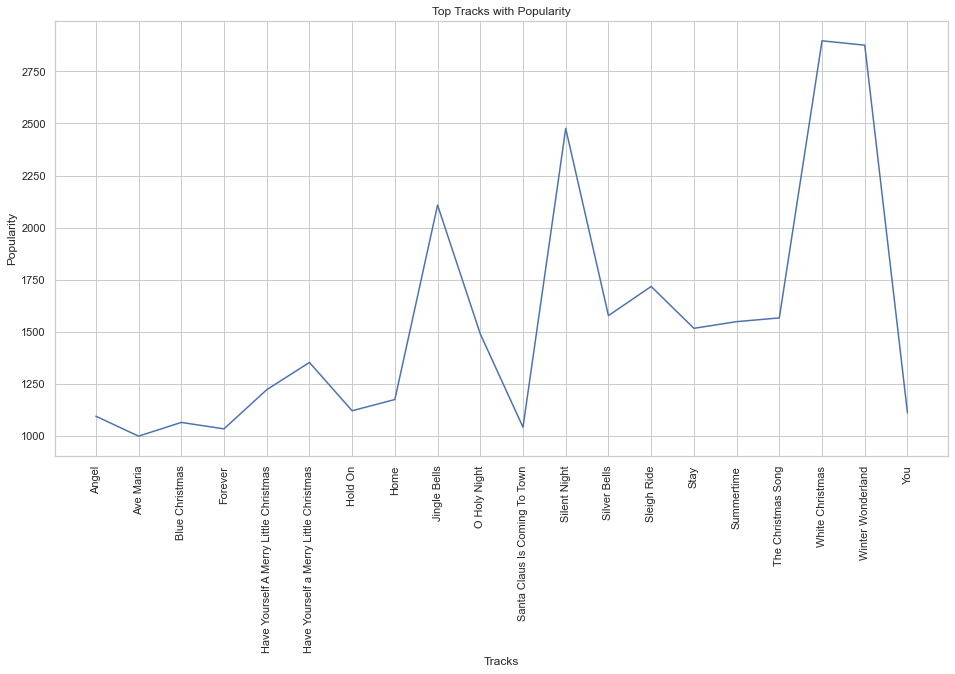 Top Tracks with Popularity
Popularity
2750
2500
2250
2000
1750
1500
1250
1000
Angel
Ave Maria
Blue Christmas
Forever
Have Yourself A Merry Little Christmas
Have Yourself a Merry Little Christmas
Hold On
Home
Jingle Bells
O Holy Night
Santa Claus Is Coming To Town
Silent Night
Silver Bells
Sleigh Ride
Stay
Summertime
The Christmas Song
White Christmas
Winter Wonderland
You
Tracks